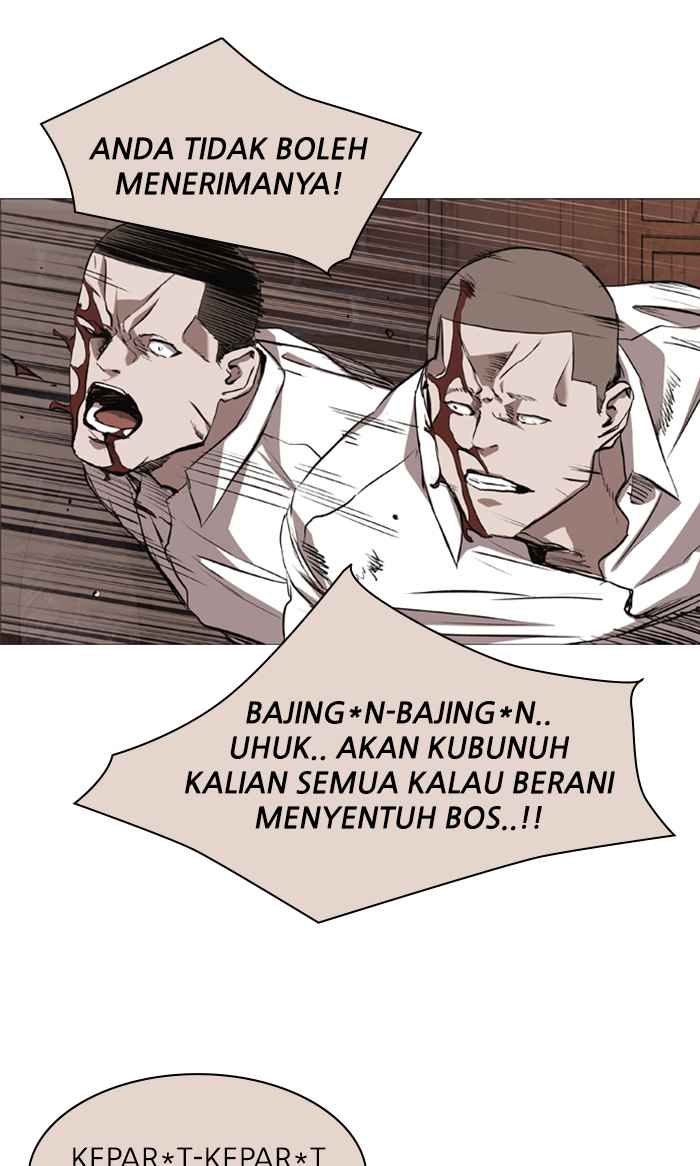 ANDA TIDAK BOLEH
MENERIMANYA!
BAJING*N-BAJING*N..
UHUK.. AKAN KUBUNUH
KALIAN SEMUA KALAU BERANI
MENYENTUH BOS..!!
KEPAR*T-KEPAR*T